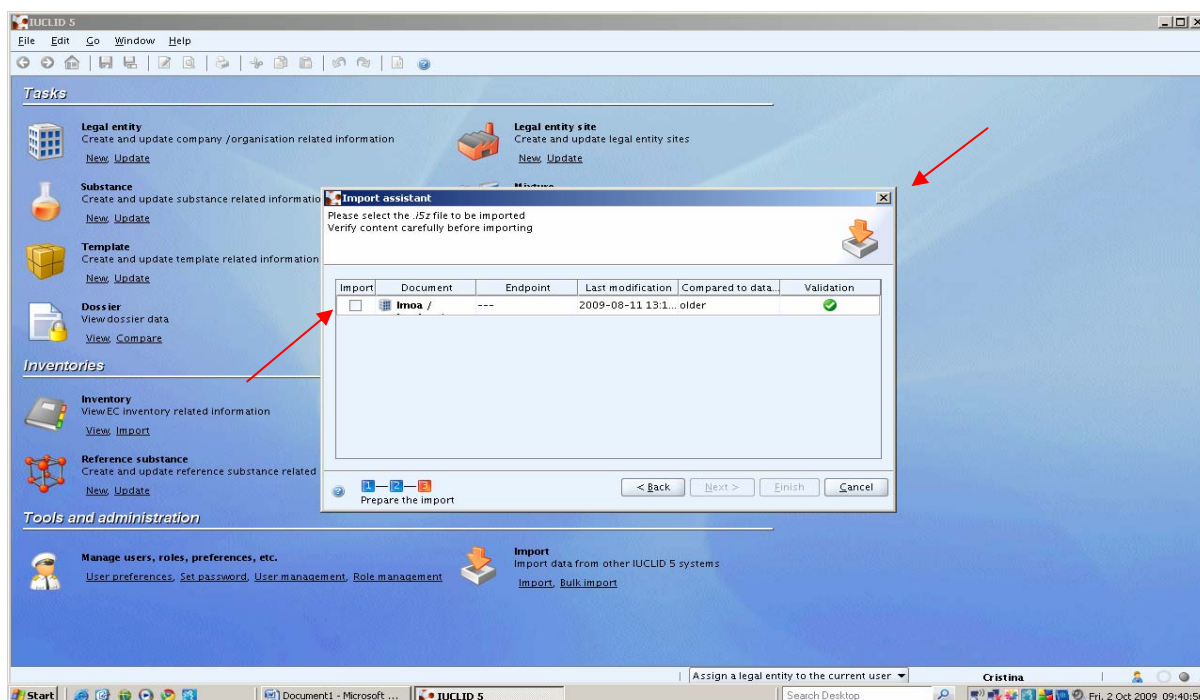 IUCLID 5
File Edit Go Window Help
Tasks
Legal entity
Create and update company /organisation related information
New, Update
Legal entity site
Create and update legal entity sites
New, Update
Substance
Create and update substance related informatio
New, Update
Mixture
Template
Create and update template related information
New, Update
Dossier
View dossier data
View, Compare
Import assistant
Please select the .i5z file to be imported
Verify content carefully before importing
Import Document Endpoint Last modification Compared to data... Validation
Imoa / --- 2009-08-11 13:1... older
1 2 3
Prepare the import
< Back Next > Finish Cancel
Inventories
Inventory
View EC inventory related information
View, Import
Reference substance
Create and update reference substance related
New, Update
Tools and administration
Manage users, roles, preferences, etc.
User preferences, Set password, User management, Role management
Import
Import data from other IUCLID 5 systems
Import, Bulk import
Assign a legal entity to the current user Cristina
Start Document1 - Microsoft ... IUCLID 5 Search Desktop Fri, 2 Oct 2009 09:40:5